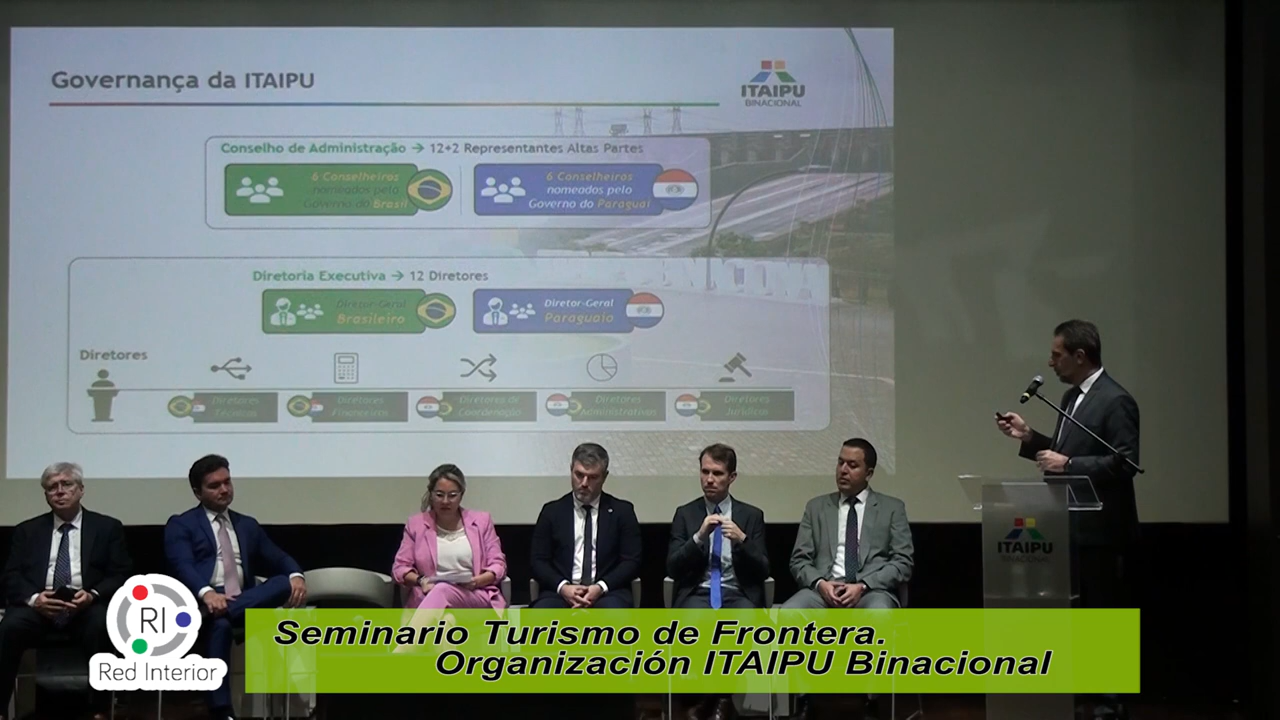 Governança da ITAIPU
ITAIPU
BINACIONAL
Conselho de Administração → 12+2 Representantes Altas Partes
6 Conselheiros
nomeados pelo
Governo do Brasil
6 Conselheiros
nomeados pelo
Governo do Paraguai
Diretoria Executiva → 12 Diretores
Diretor-Geral
Brasileiro
Diretor-Geral
Paraguaio
Diretores
Diretores
Técnicos
Diretores
Financeiros
Diretores de
Coordenação
Diretores
Administrativos
Diretores
Jurídicos
ITAIPU
BINACIONAL
RI
Red Interior
Seminario Turismo de Frontera.
Organización ITAIPU Binacional